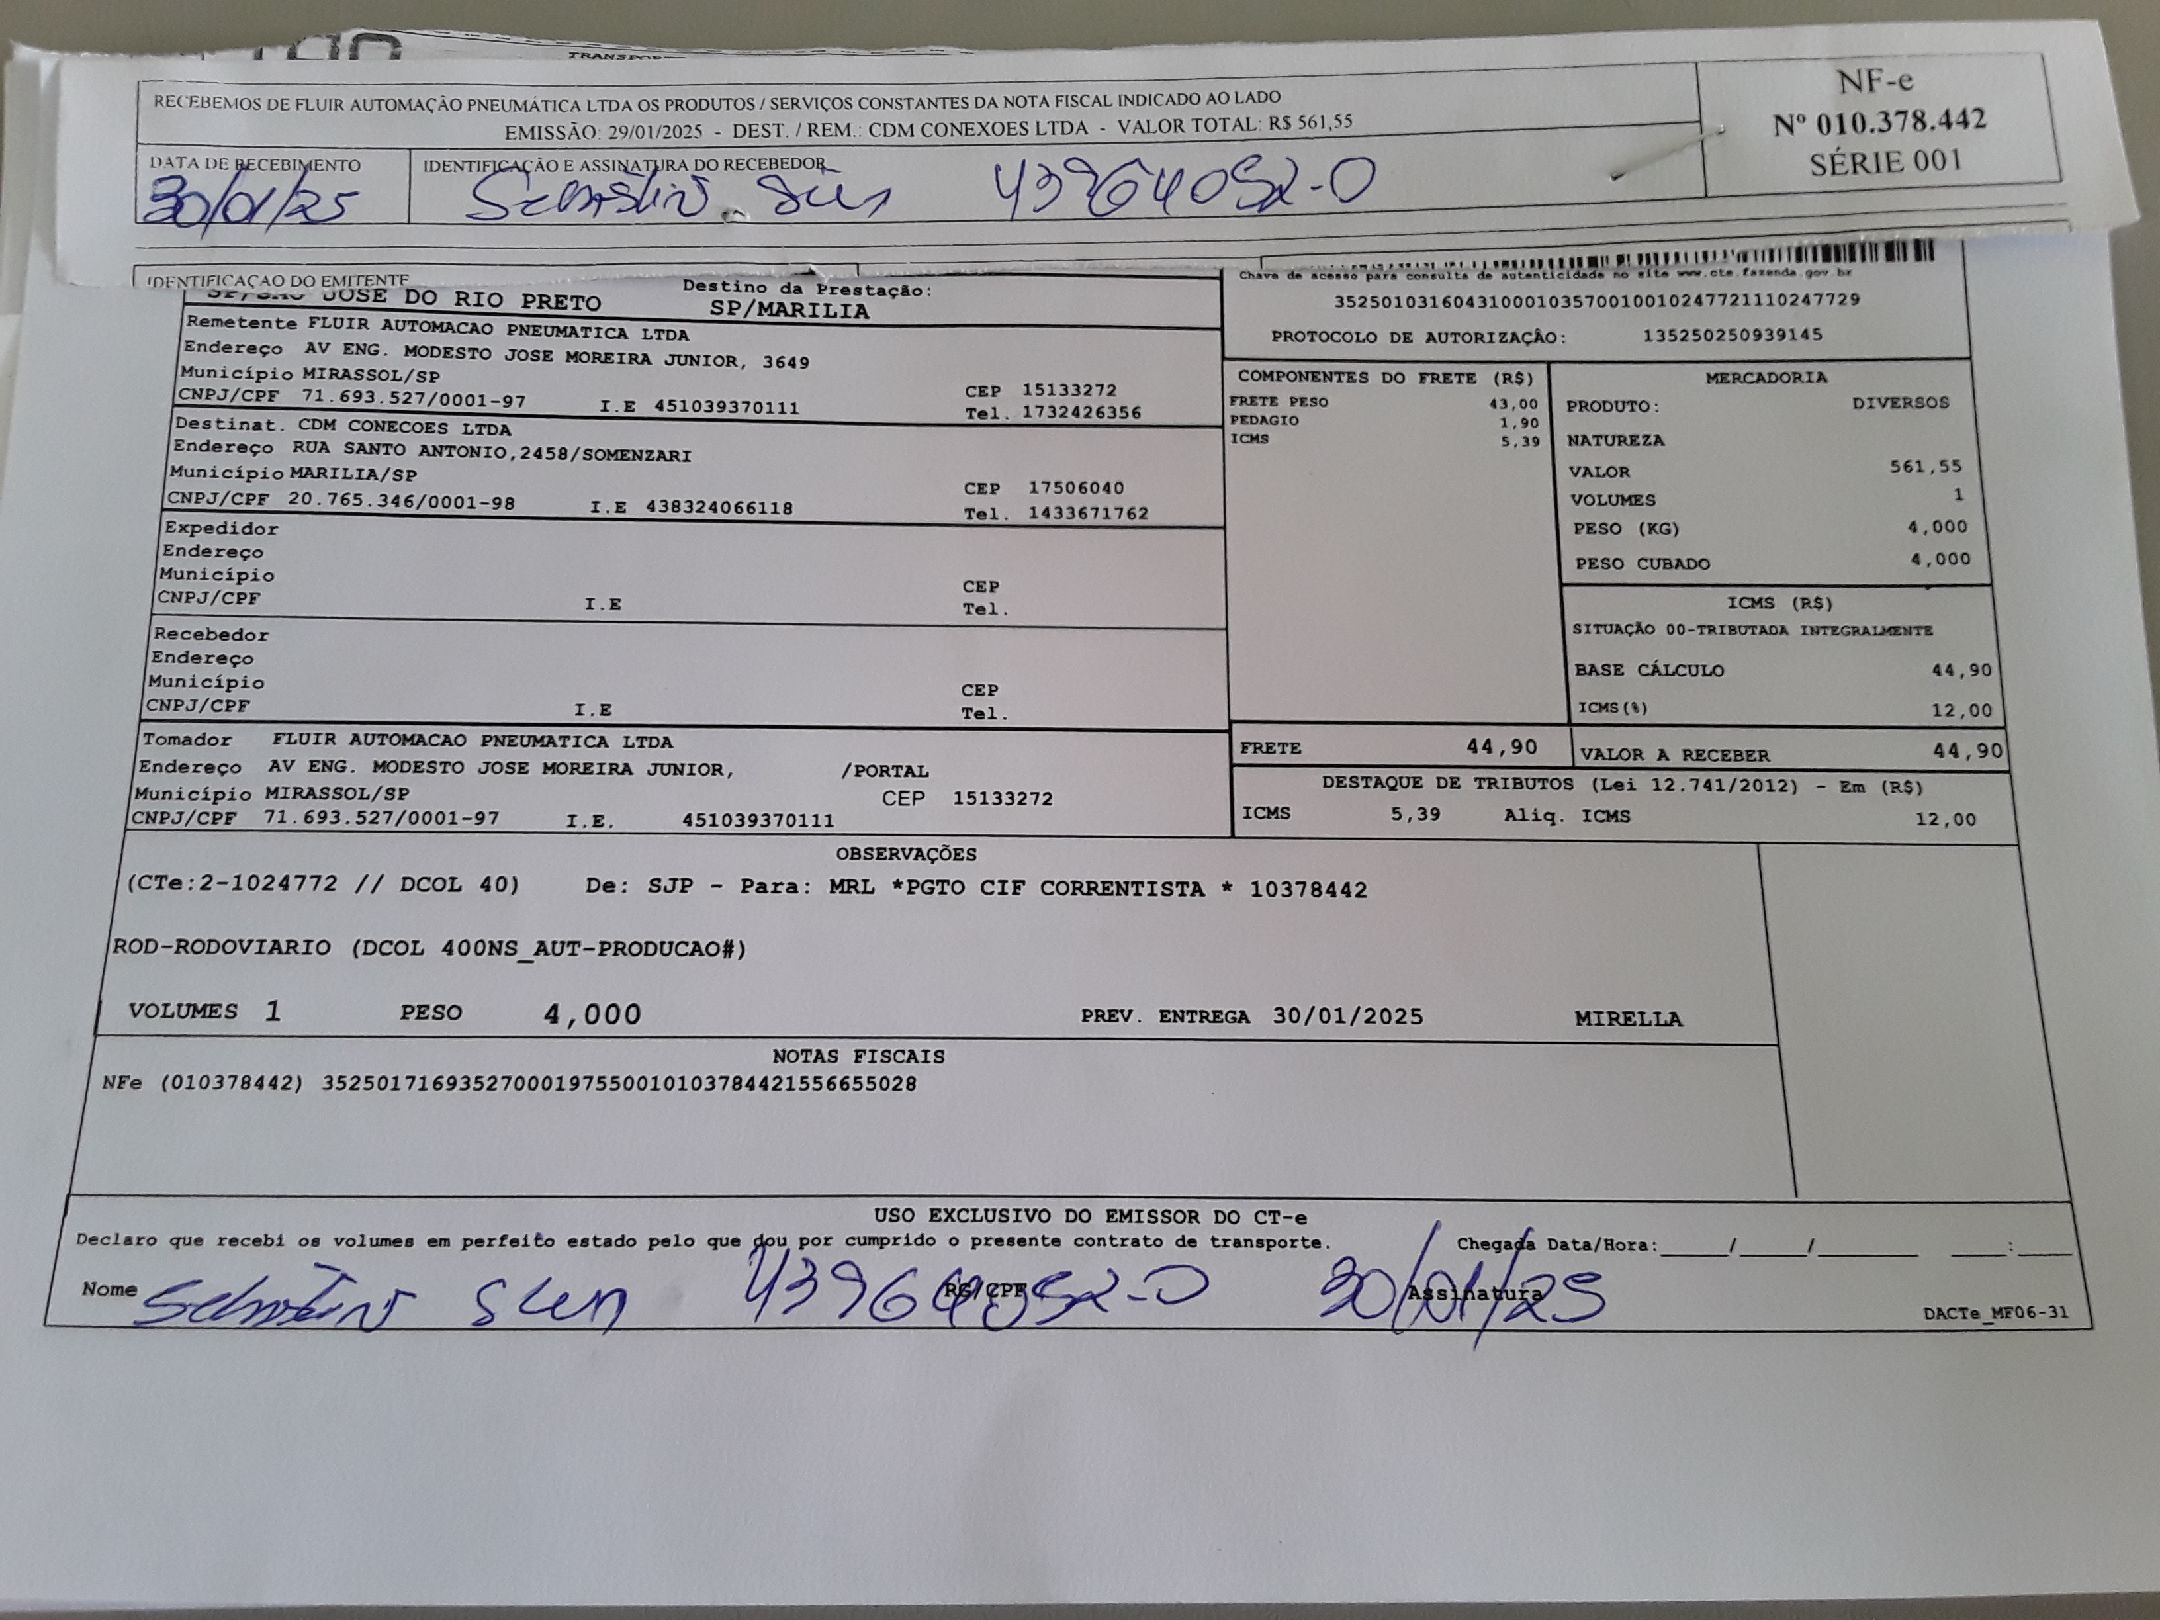 TRANSPOR
RECEBEMOS DE FLUIR AUTOMAÇÃO PNEUMÁTICA LTDA OS PRODUTOS / SERVIÇOS CONSTANTES DA NOTA FISCAL INDICADO AO LADO
EMISSÃO: 29/01/2025 - DEST. / REM.: CDM CONEXOES LTDA - VALOR TOTAL: R$ 561,55
NF-e
Nº 010.378.442
SÉRIE 001
DATA DE RECEBIMENTO
30/01/25
IDENTIFICAÇÃO E ASSINATURA DO RECEBEDOR
43964052-0
IDENTIFICAÇÃO DO EMITENTE
SP/SAO JOSE DO RIO PRETO
Destino da Prestação:
SP/MARILIA
Chave de acesso para consulta de autenticidade no site www.cte.fazenda.gov.br
35250103160431000103570010010247721110247729
PROTOCOLO DE AUTORIZAÇÃO: 135250250939145
Remetente FLUIR AUTOMACAO PNEUMATICA LTDA
Endereço AV ENG. MODESTO JOSE MOREIRA JUNIOR, 3649
Município MIRASSOL/SP CEP 15133272
CNPJ/CPF 71.693.527/0001-97 I.E 451039370111 Tel. 1732426356
Destinat. CDM CONECOES LTDA
Endereço RUA SANTO ANTONIO,2458/SOMENZARI
Município MARILIA/SP CEP 17506040
CNPJ/CPF 20.765.346/0001-98 I.E 438324066118 Tel. 1433671762
Expedidor
Endereço
Município CEP
CNPJ/CPF I.E Tel.
Recebedor
Endereço
Município CEP
CNPJ/CPF I.E Tel.
Tomador FLUIR AUTOMACAO PNEUMATICA LTDA
Endereço AV ENG. MODESTO JOSE MOREIRA JUNIOR, /PORTAL
Município MIRASSOL/SP CEP 15133272
CNPJ/CPF 71.693.527/0001-97 I.E. 451039370111
COMPONENTES DO FRETE (R$)
FRETE PESO 43,00
PEDAGIO 1,90
ICMS 5,39
MERCADORIA
PRODUTO: DIVERSOS
NATUREZA
VALOR 561,55
VOLUMES 1
PESO (KG) 4,000
PESO CUBADO 4,000
ICMS (R$)
SITUAÇÃO 00-TRIBUTADA INTEGRALMENTE
BASE CÁLCULO 44,90
ICMS(%) 12,00
FRETE 44,90 VALOR A RECEBER 44,90
DESTAQUE DE TRIBUTOS (Lei 12.741/2012) - Em (R$)
ICMS 5,39 Aliq. ICMS 12,00
OBSERVAÇÕES
(CTe:2-1024772 // DCOL 40) De: SJP - Para: MRL *PGTO CIF CORRENTISTA * 10378442
ROD-RODOVIARIO (DCOL 400NS_AUT-PRODUCAO#)
VOLUMES 1 PESO 4,000 PREV. ENTREGA 30/01/2025 MIRELLA
NOTAS FISCAIS
NFe (010378442) 35250171693527000197550010103784421556655028
USO EXCLUSIVO DO EMISSOR DO CT-e
Declaro que recebi os volumes em perfeito estado pelo que dou por cumprido o presente contrato de transporte. Chegada Data/Hora:_____/_____/_______ ____:____
Nome RG/CPF 43964052-0 Assinatura 30/01/25
DACTe_MF06-31